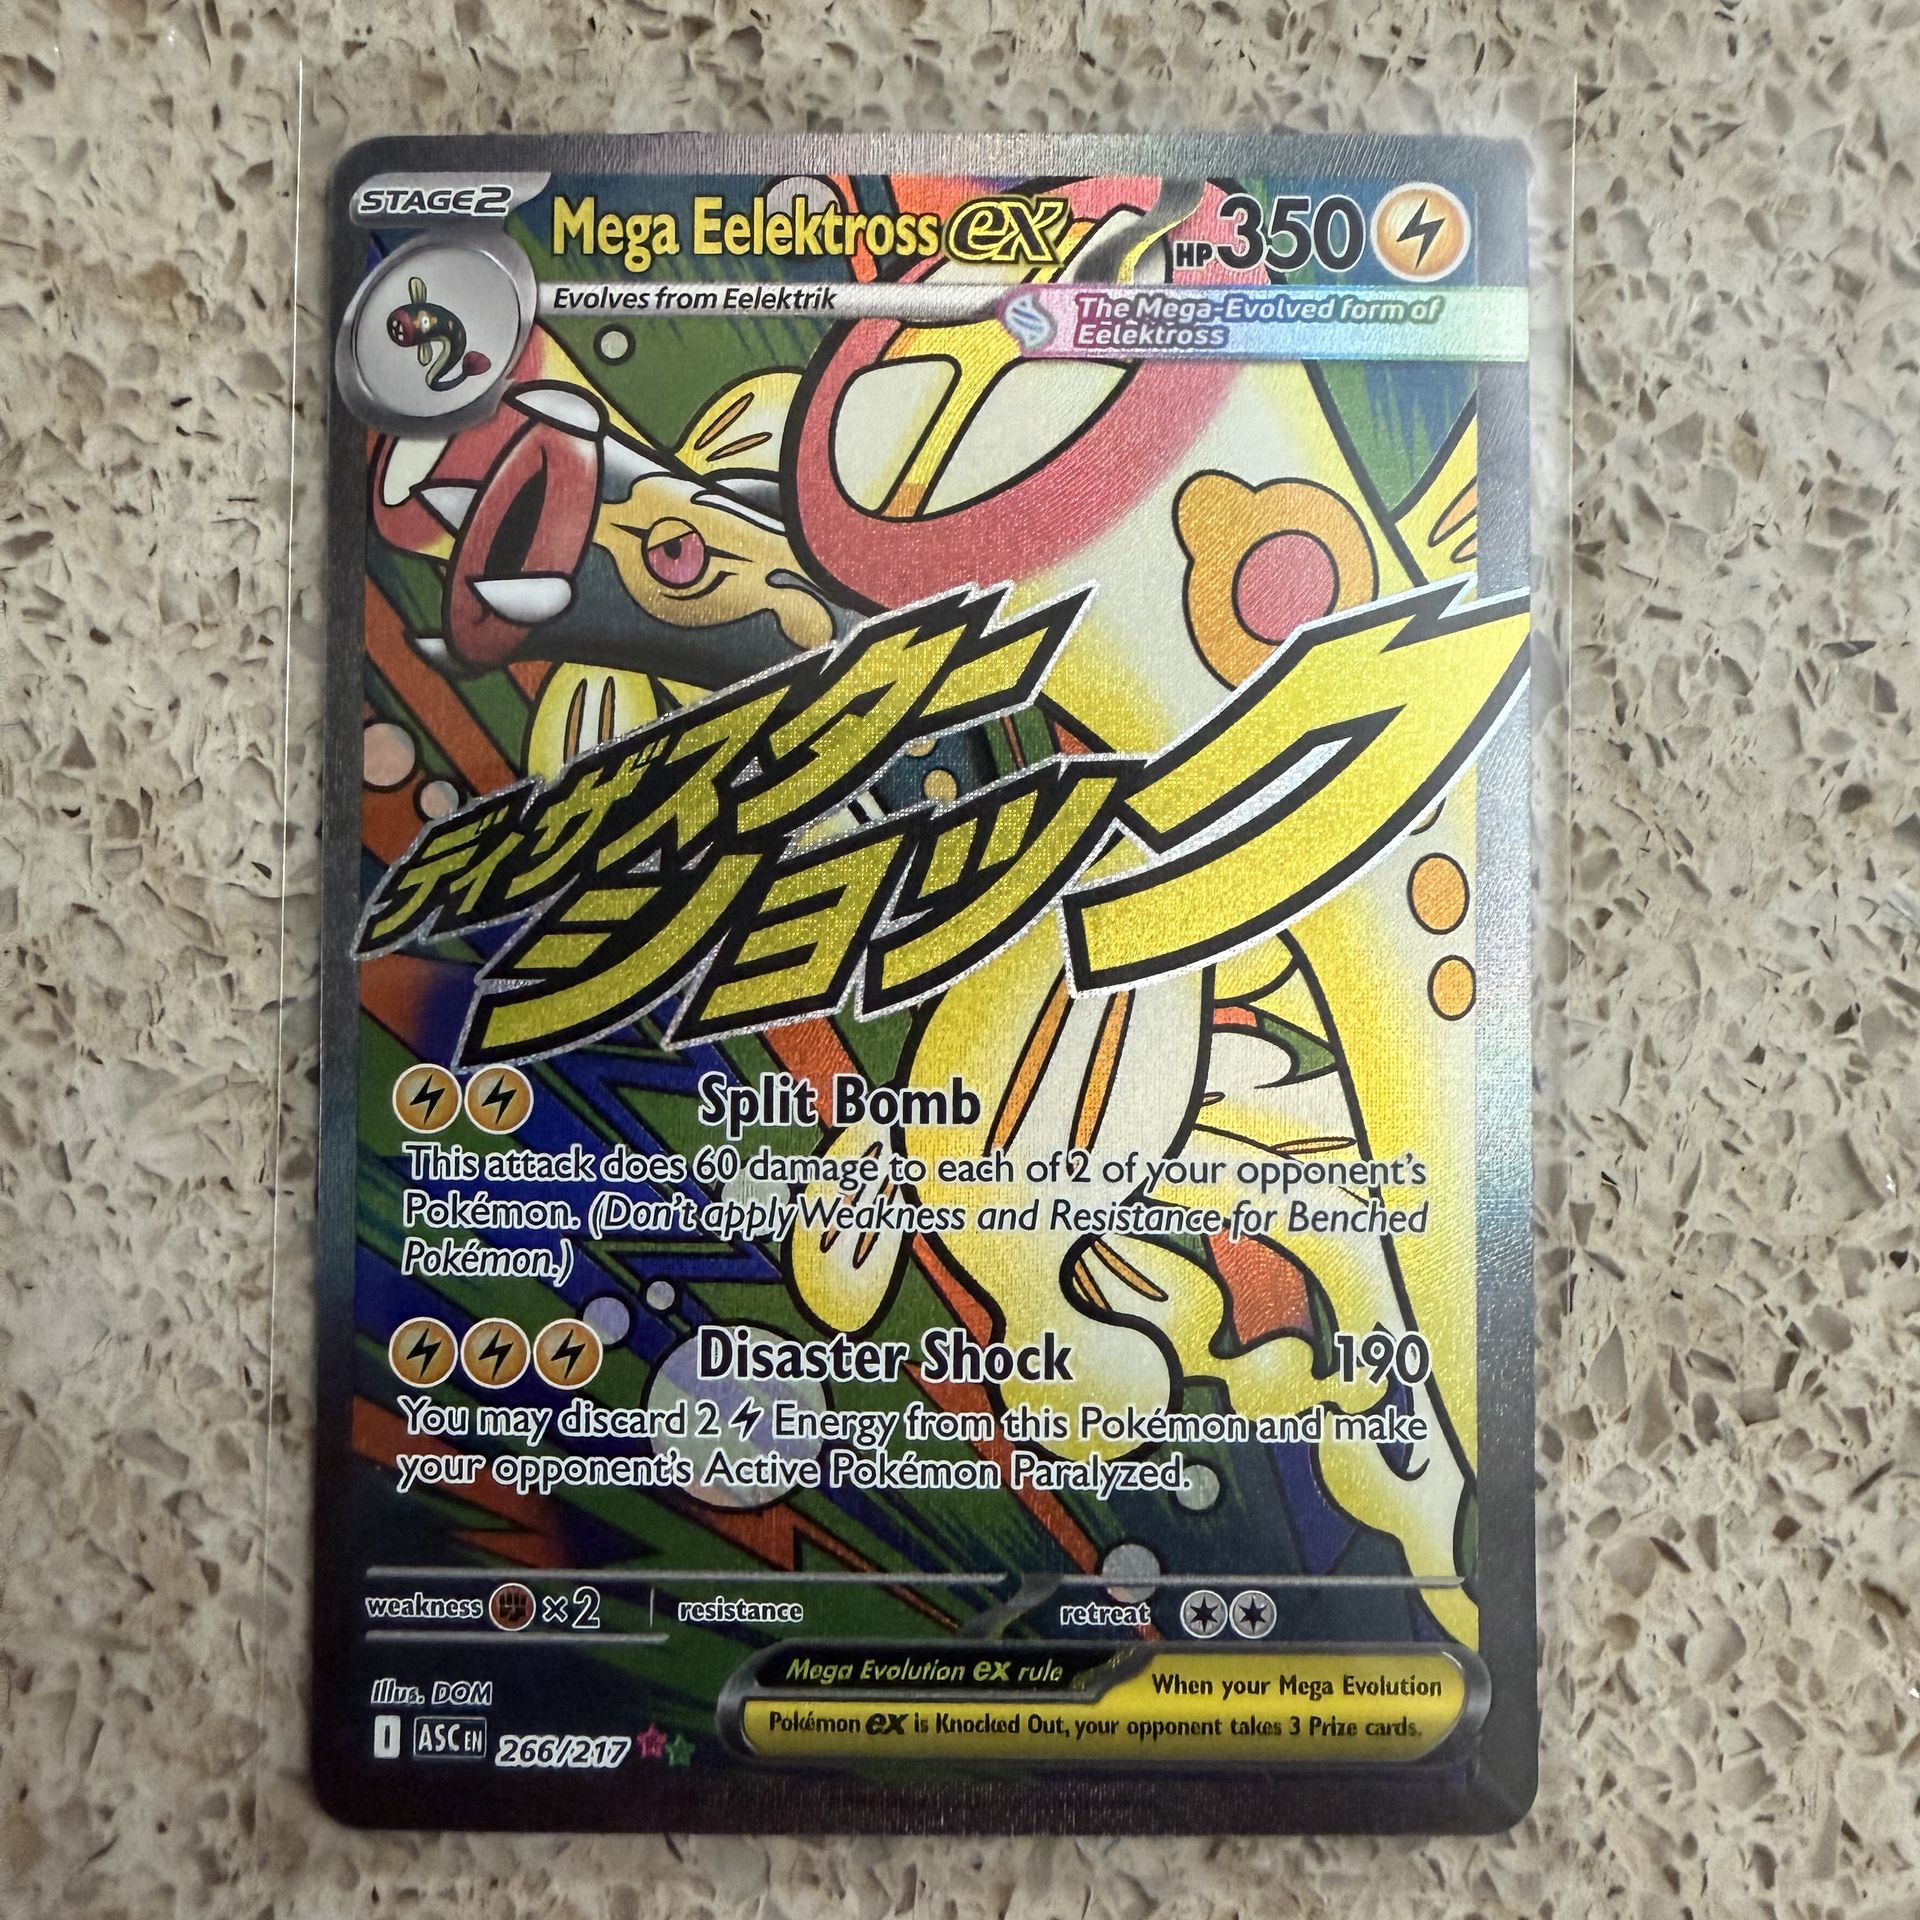 STAGE2
Mega Eelektross ex
HP 350
Evolves from Eelektrik
The Mega-Evolved form of
Eelektross
ディザスター
ショック
Split Bomb
This attack does 60 damage to each of 2 of your opponent's
Pokémon. (Don't apply Weakness and Resistance for Benched
Pokémon.)
Disaster Shock 190
You may discard 2 Energy from this Pokémon and make
your opponent's Active Pokémon Paralyzed.
weakness ×2 resistance retreat
Mega Evolution ex rule When your Mega Evolution
Pokémon ex is Knocked Out, your opponent takes 3 Prize cards.
Illus. DOM
I ASC EN 266/217